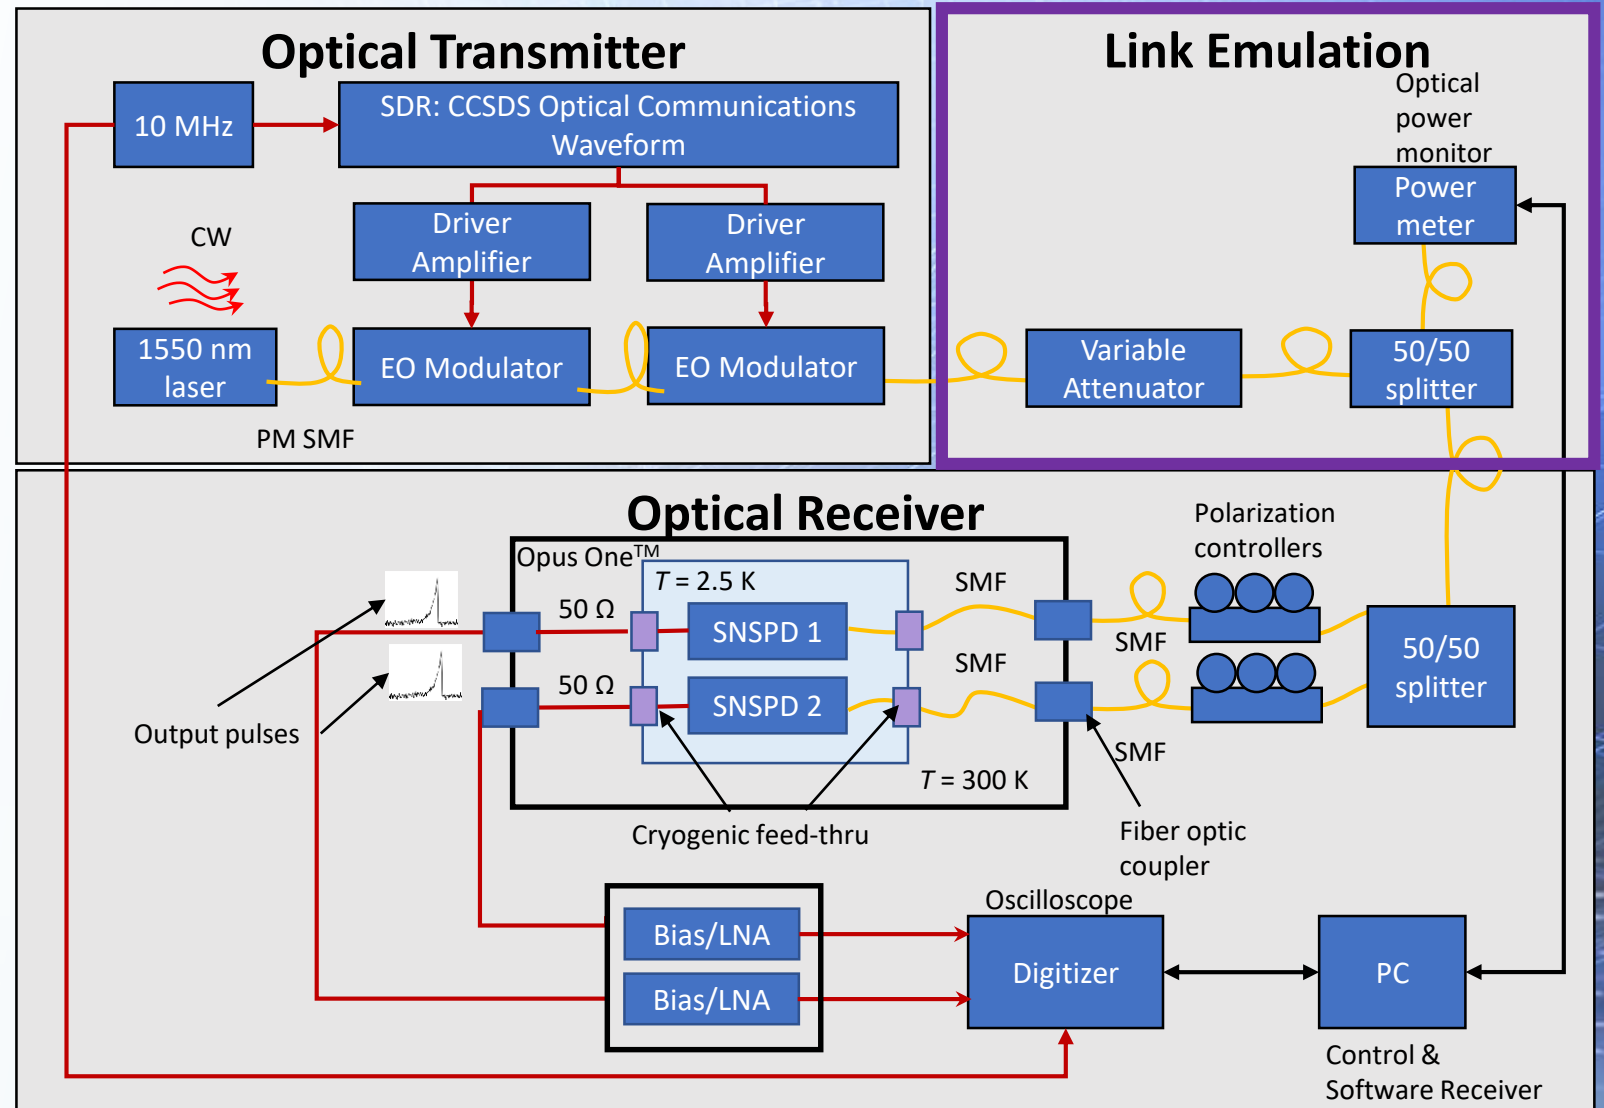 Optical Transmitter
10 MHz
SDR: CCSDS Optical Communications
Waveform
Driver
Amplifier
Driver
Amplifier
CW
1550 nm
laser
EO Modulator
EO Modulator
PM SMF
Link Emulation
Optical
power
monitor
Power
meter
Variable
Attenuator
50/50
splitter
Optical Receiver
Opus One™
T = 2.5 K
50 Ω
SNSPD 1
SMF
SMF
50 Ω
SNSPD 2
SMF
SMF
T = 300 K
Polarization
controllers
50/50
splitter
Output pulses
Cryogenic feed-thru
Fiber optic
coupler
Bias/LNA
Bias/LNA
Oscilloscope
Digitizer
PC
Control &
Software Receiver